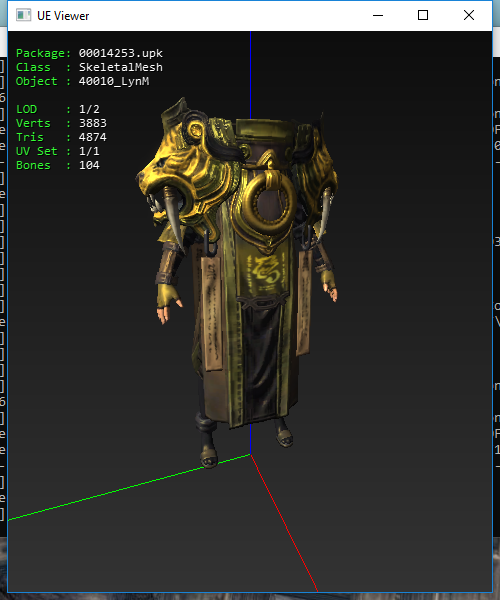 UE Viewer
Package: 00014253.upk
Class : SkeletalMesh
Object : 40010_LynM
LOD : 1/2
Verts : 3883
Tris : 4874
UV Set : 1/1
Bones : 104